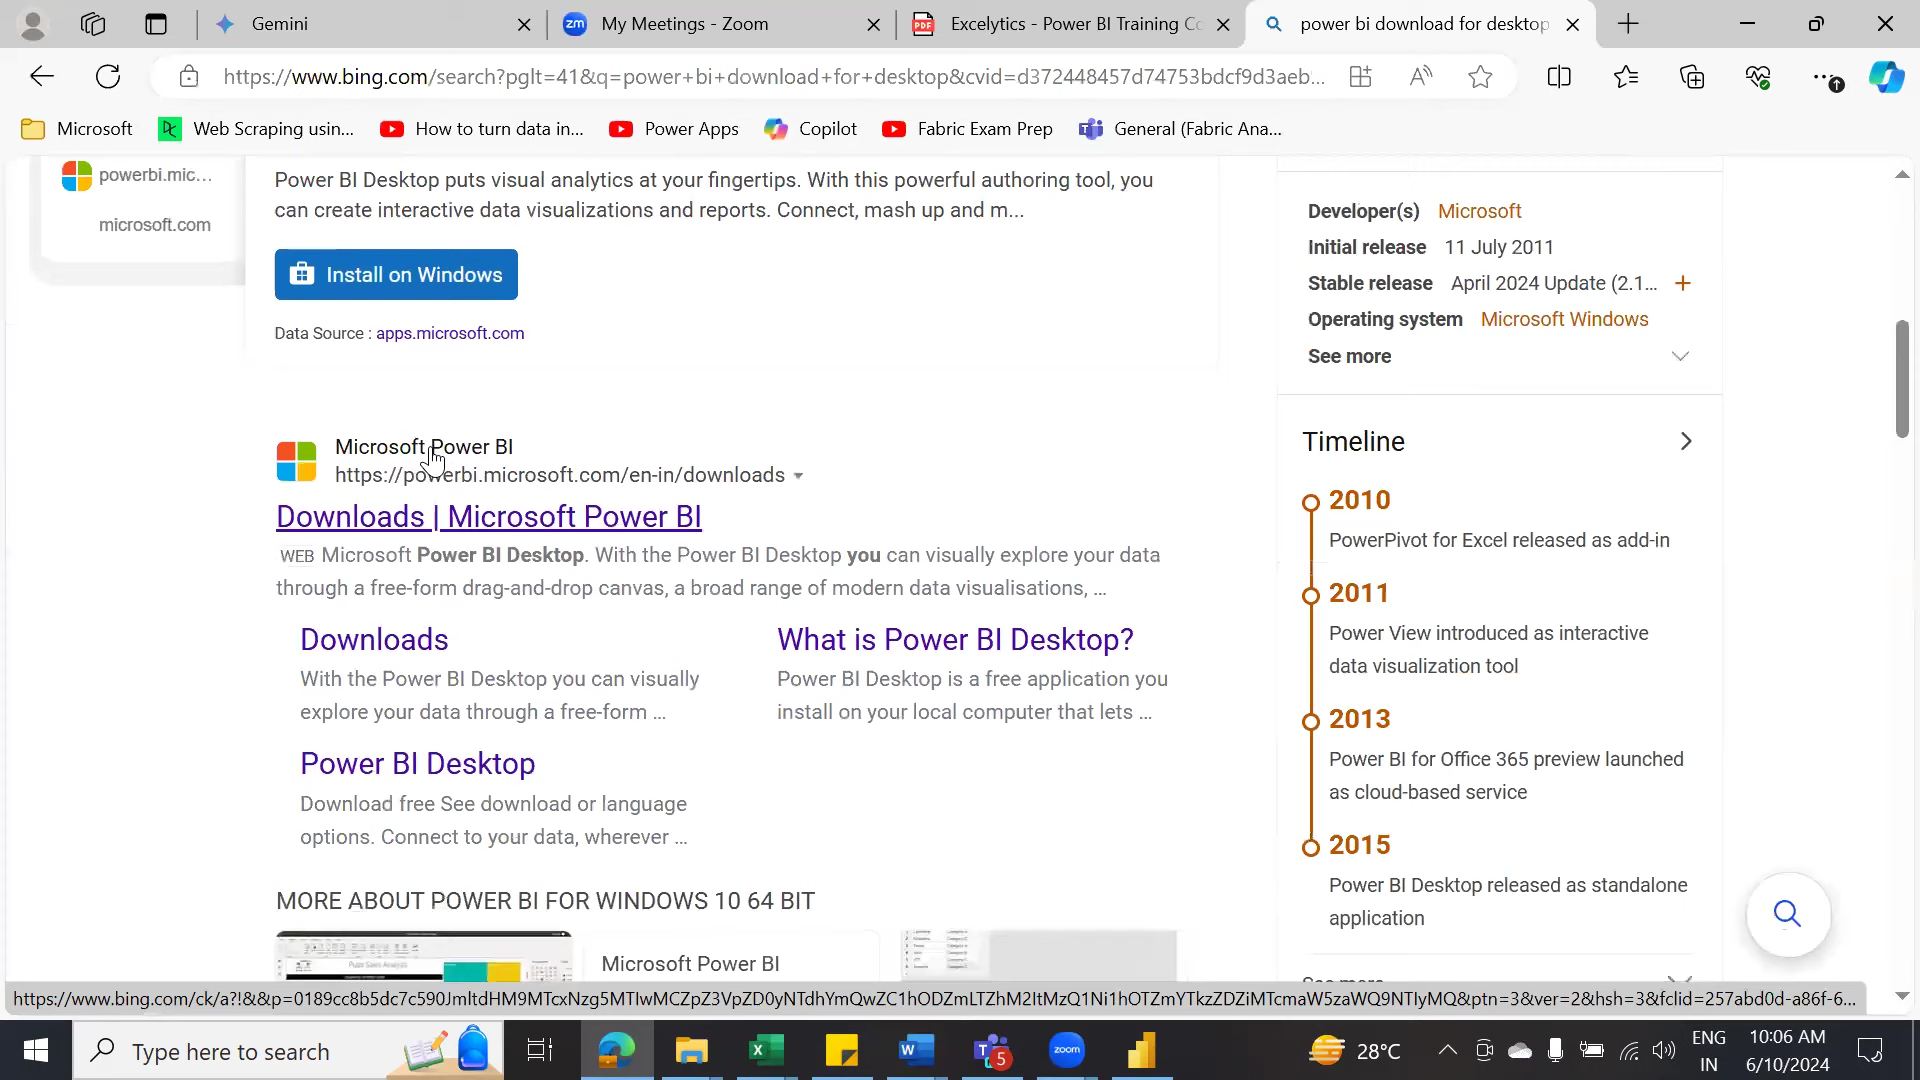 Gemini
My Meetings - Zoom
Excelytics - Power BI Training Co
power bi download for desktop
https://www.bing.com/search?pglt=41&q=power+bi+download+for+desktop&cvid=d372448457d74753bdcf9d3aeb...
Microsoft
Web Scraping usin...
How to turn data in...
Power Apps
Copilot
Fabric Exam Prep
General (Fabric Ana...
powerbi.mic...
microsoft.com
Power BI Desktop puts visual analytics at your fingertips. With this powerful authoring tool, you
can create interactive data visualizations and reports. Connect, mash up and m...
Install on Windows
Data Source : apps.microsoft.com
Microsoft Power BI
https://powerbi.microsoft.com/en-in/downloads
Downloads | Microsoft Power BI
WEB Microsoft Power BI Desktop. With the Power BI Desktop you can visually explore your data
through a free-form drag-and-drop canvas, a broad range of modern data visualisations, ...
Downloads
With the Power BI Desktop you can visually
explore your data through a free-form ...
What is Power BI Desktop?
Power BI Desktop is a free application you
install on your local computer that lets ...
Power BI Desktop
Download free See download or language
options. Connect to your data, wherever ...
MORE ABOUT POWER BI FOR WINDOWS 10 64 BIT
Microsoft Power BI
Developer(s) Microsoft
Initial release 11 July 2011
Stable release April 2024 Update (2.1...
Operating system Microsoft Windows
See more
Timeline
2010
PowerPivot for Excel released as add-in
2011
Power View introduced as interactive
data visualization tool
2013
Power BI for Office 365 preview launched
as cloud-based service
2015
Power BI Desktop released as standalone
application
See more
Type here to search
zoom
5
28°C
ENG
IN
10:06 AM
6/10/2024